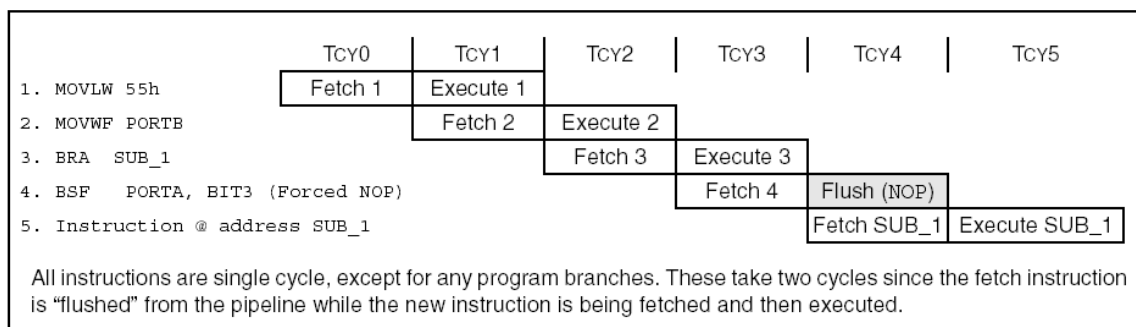 TCY0 TCY1 TCY2 TCY3 TCY4 TCY5
1. MOVLW 55h Fetch 1 Execute 1
2. MOVWF PORTB Fetch 2 Execute 2
3. BRA SUB_1 Fetch 3 Execute 3
4. BSF PORTA, BIT3 (Forced NOP) Fetch 4 Flush (NOP)
5. Instruction @ address SUB_1 Fetch SUB_1 Execute SUB_1
All instructions are single cycle, except for any program branches. These take two cycles since the fetch instruction
is “flushed” from the pipeline while the new instruction is being fetched and then executed.